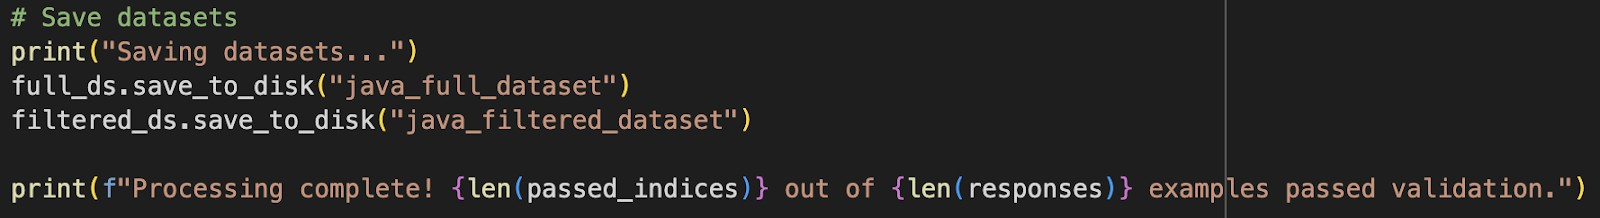 # Save datasets
print("Saving datasets...")
full_ds.save_to_disk("java_full_dataset")
filtered_ds.save_to_disk("java_filtered_dataset")
print(f"Processing complete! {len(passed_indices)} out of {len(responses)} examples passed validation.")